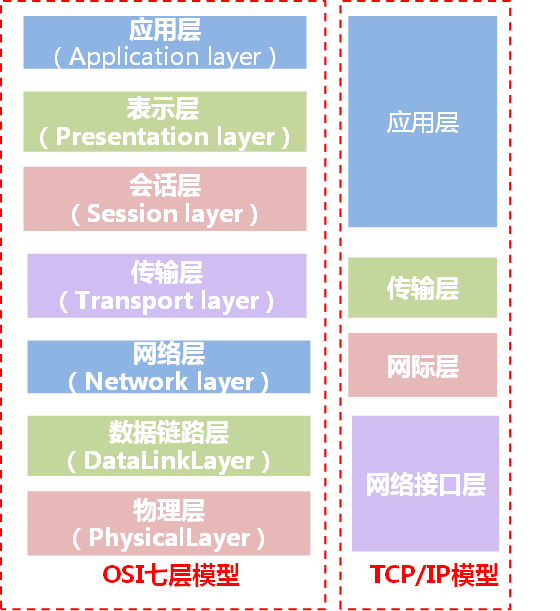 应用层
（Application layer）
表示层
（Presentation layer）
会话层
（Session layer）
传输层
（Transport layer）
网络层
（Network layer）
数据链路层
（DataLinkLayer）
物理层
（PhysicalLayer）
OSI七层模型
应用层
传输层
网际层
网络接口层
TCP/IP模型